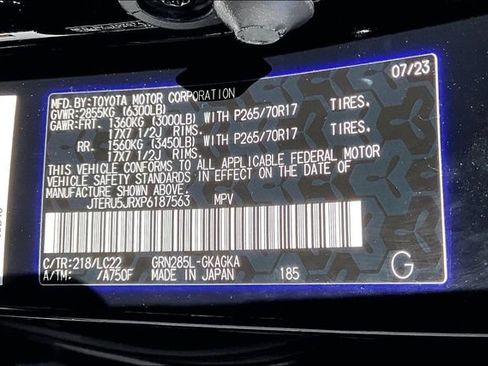 07/23
MFD. BY: TOYOTA MOTOR CORPORATION
GVWR: 2855KG (6300LB)
GAWR: FRT. 1360KG (3000LB) WITH P265/70R17 TIRES.
17X7 1/2J RIMS.
RR. 1560KG (3450LB) WITH P265/70R17 TIRES.
17X7 1/2J RIMS.
THIS VEHICLE CONFORMS TO ALL APPLICABLE FEDERAL MOTOR
VEHICLE SAFETY STANDARDS IN EFFECT ON THE DATE OF
MANUFACTURE SHOWN ABOVE.
JTERU5JRXP6187563 MPV
C/TR: 218/LC22 GRN285L-GKAGKA
A/TM: /A750F MADE IN JAPAN 185 G